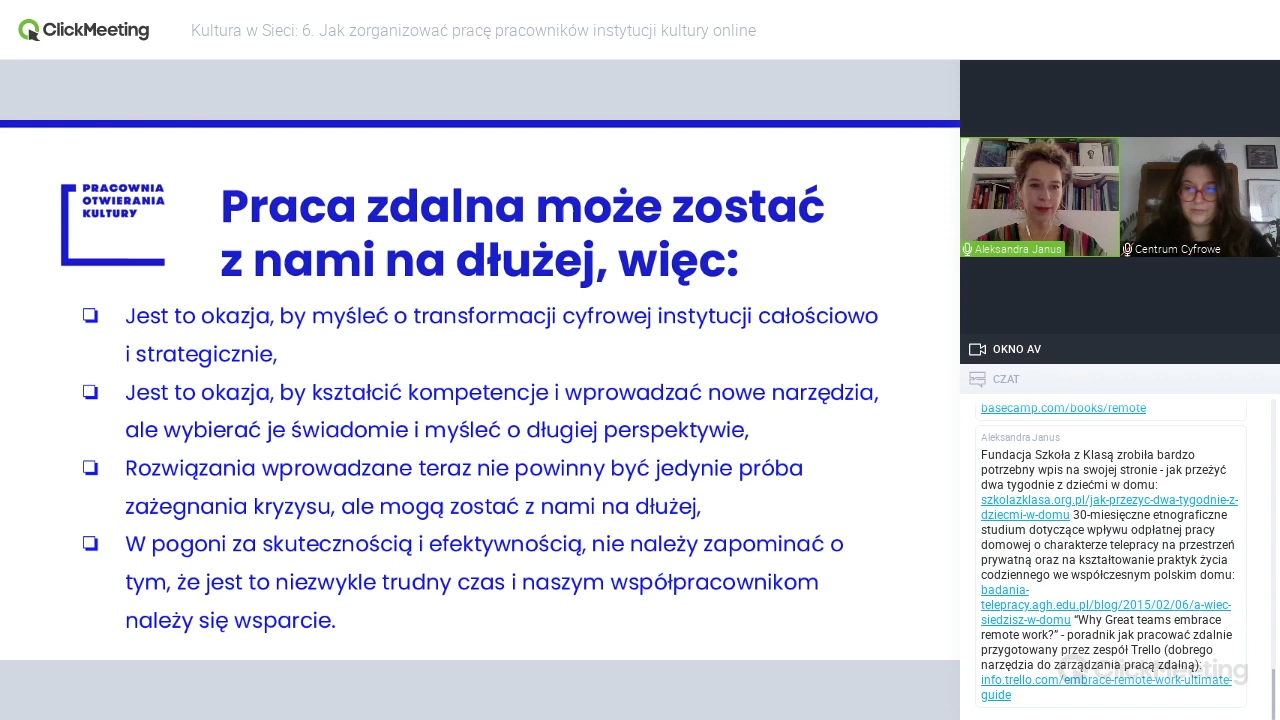 ClickMeeting
Kultura w Sieci: 6. Jak zorganizować pracę pracowników instytucji kultury online
PRACOWNIA
OTWIERANIA
KULTURY
Praca zdalna może zostać
z nami na dłużej, więc:
Jest to okazja, by myśleć o transformacji cyfrowej instytucji całościowo
i strategicznie,
Jest to okazja, by kształcić kompetencje i wprowadzać nowe narzędzia,
ale wybierać je świadomie i myśleć o długiej perspektywie,
Rozwiązania wprowadzane teraz nie powinny być jedynie próba
zażegnania kryzysu, ale mogą zostać z nami na dłużej,
W pogoni za skutecznością i efektywnością, nie należy zapominać o
tym, że jest to niezwykle trudny czas i naszym współpracownikom
należy się wsparcie.
Aleksandra Janus
Centrum Cyfrowe
OKNO AV
CZAT
basecamp.com/books/remote
Aleksandra Janus
Fundacja Szkoła z Klasą zrobiła bardzo
potrzebny wpis na swojej stronie - jak przeżyć
dwa tygodnie z dziećmi w domu:
szkolazklasa.org.pl/jak-przezyc-dwa-tygodnie-z-
dziecmi-w-domu 30-miesięczne etnograficzne
studium dotyczące wpływu odpłatnej pracy
domowej o charakterze telepracy na przestrzeń
prywatną oraz na kształtowanie praktyk życia
codziennego we współczesnym polskim domu:
badania-
telepracy.agh.edu.pl/blog/2015/02/06/a-wiec-
siedzisz-w-domu “Why Great teams embrace
remote work?” - poradnik jak pracować zdalnie
przygotowany przez zespół Trello (dobrego
narzędzia do zarządzania pracą zdalną):
info.trello.com/embrace-remote-work-ultimate-
guide
ClickMeeting